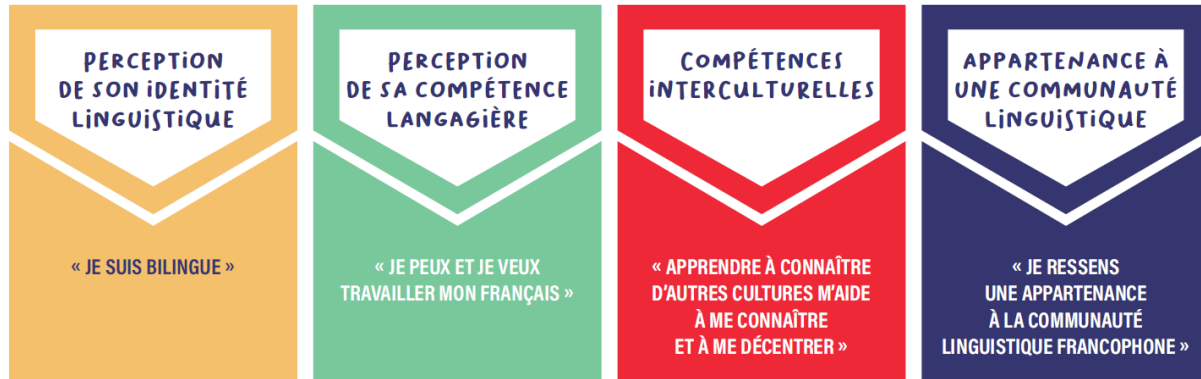 PERCEPTION
DE SON IDENTITÉ
LINGUISTIQUE
« JE SUIS BILINGUE »
PERCEPTION
DE SA COMPÉTENCE
LANGAGIÈRE
« JE PEUX ET JE VEUX
TRAVAILLER MON FRANÇAIS »
COMPÉTENCES
INTERCULTURELLES
« APPRENDRE À CONNAÎTRE
D’AUTRES CULTURES M’AIDE
À ME CONNAÎTRE
ET À ME DÉCENTRER »
APPARTENANCE À
UNE COMMUNAUTÉ
LINGUISTIQUE
« JE RESSENS
UNE APPARTENANCE
À LA COMMUNAUTÉ
LINGUISTIQUE FRANCOPHONE »